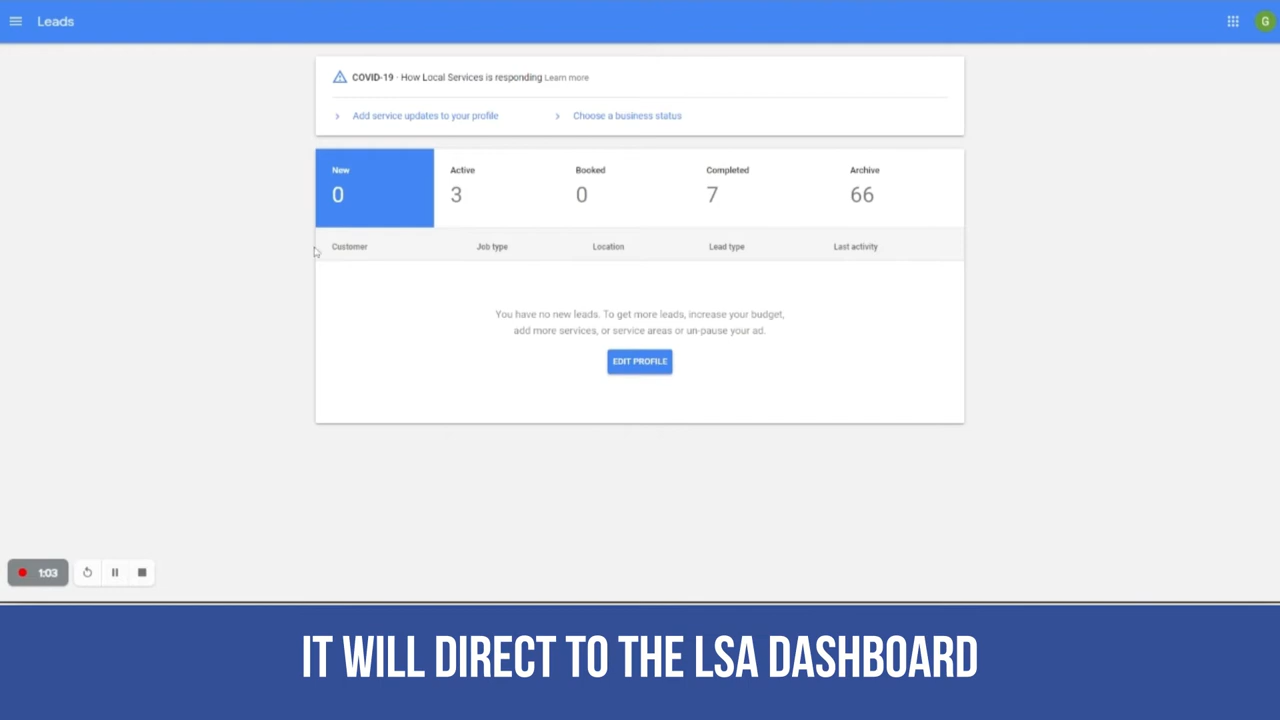 Leads
G
COVID-19 · How Local Services is responding Learn more
Add service updates to your profile
Choose a business status
New
Active
Booked
Completed
Archive
0
3
0
7
66
Customer
Job type
Location
Lead type
Last activity
You have no new leads. To get more leads, increase your budget,
add more services, or service areas or un-pause your ad.
EDIT PROFILE
1:03
IT WILL DIRECT TO THE LSA DASHBOARD